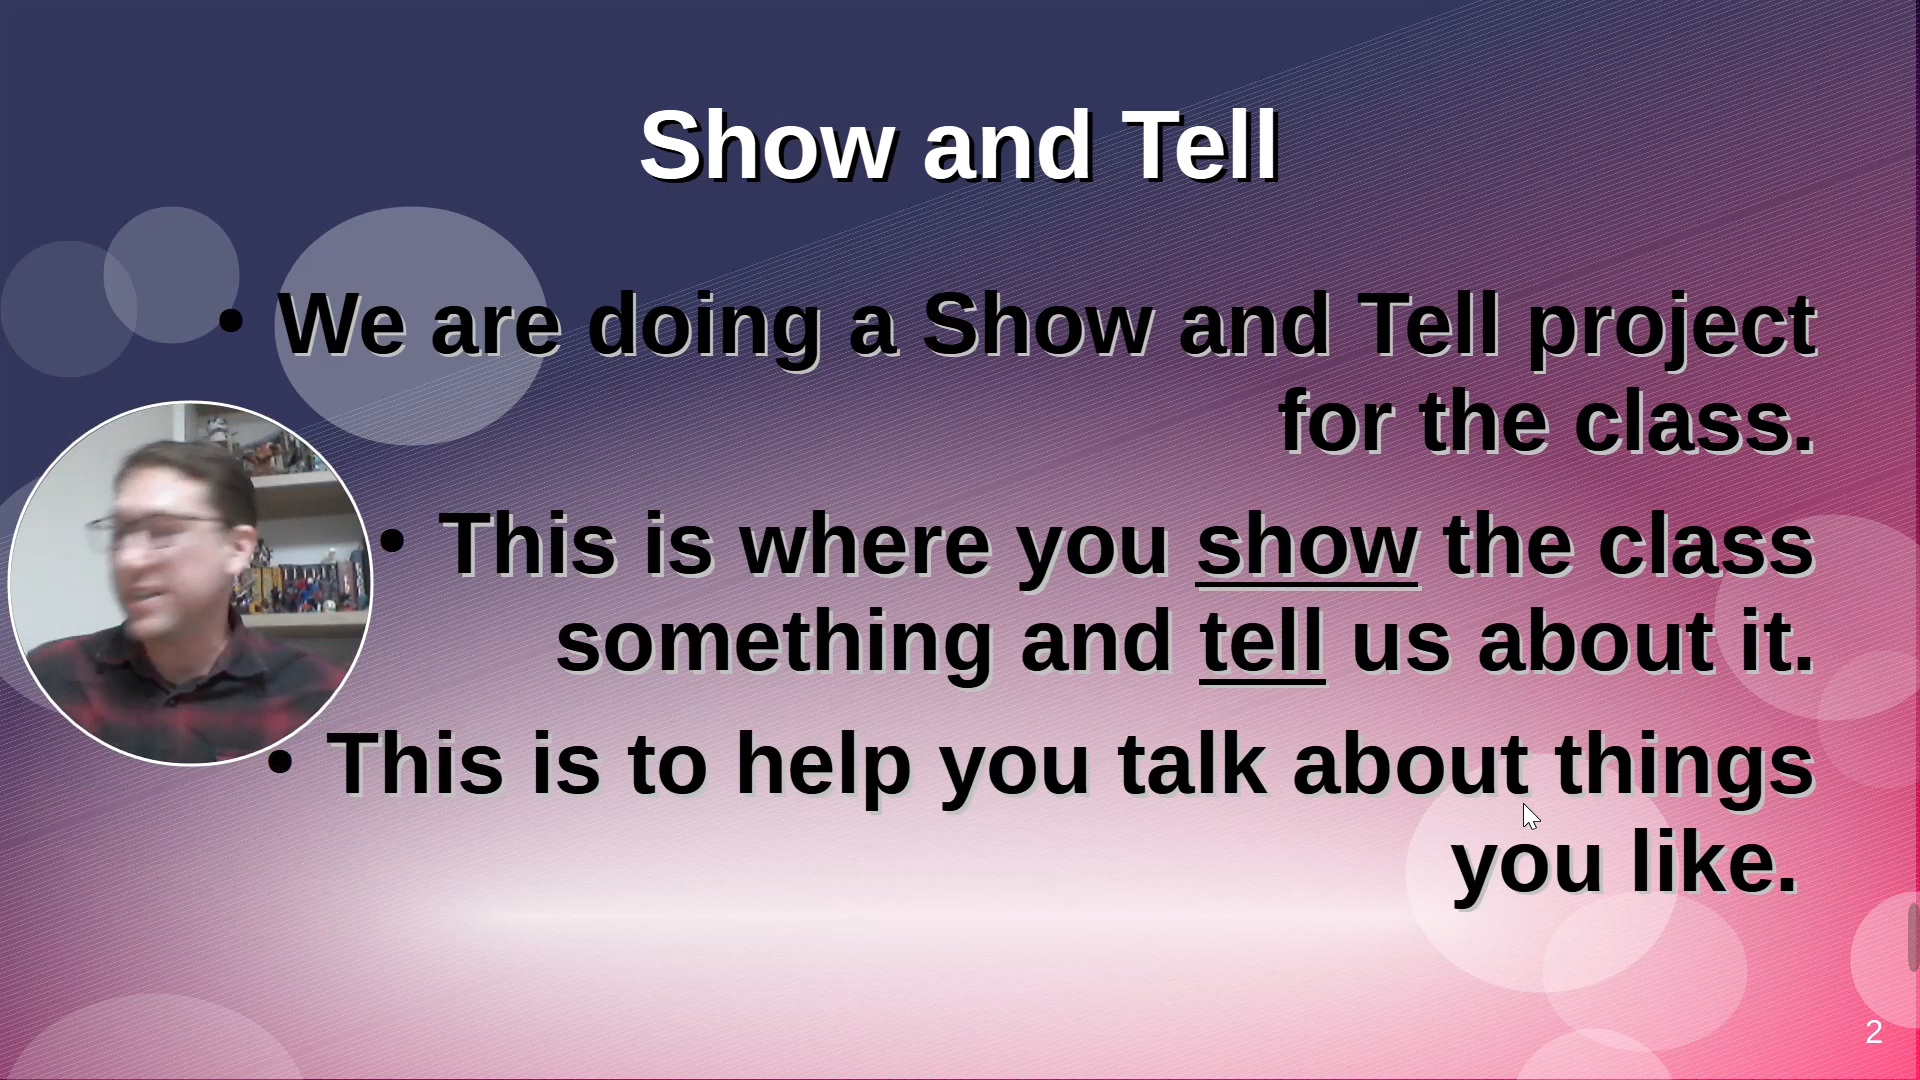 Show and Tell
• We are doing a Show and Tell project
for the class.
• This is where you show the class
something and tell us about it.
• This is to help you talk about things
you like.
2